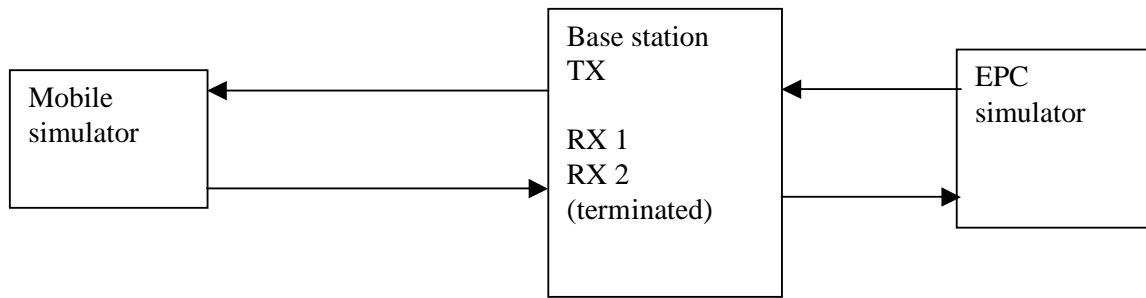 Mobile
simulator
Base station
TX
RX 1
RX 2
(terminated)
EPC
simulator